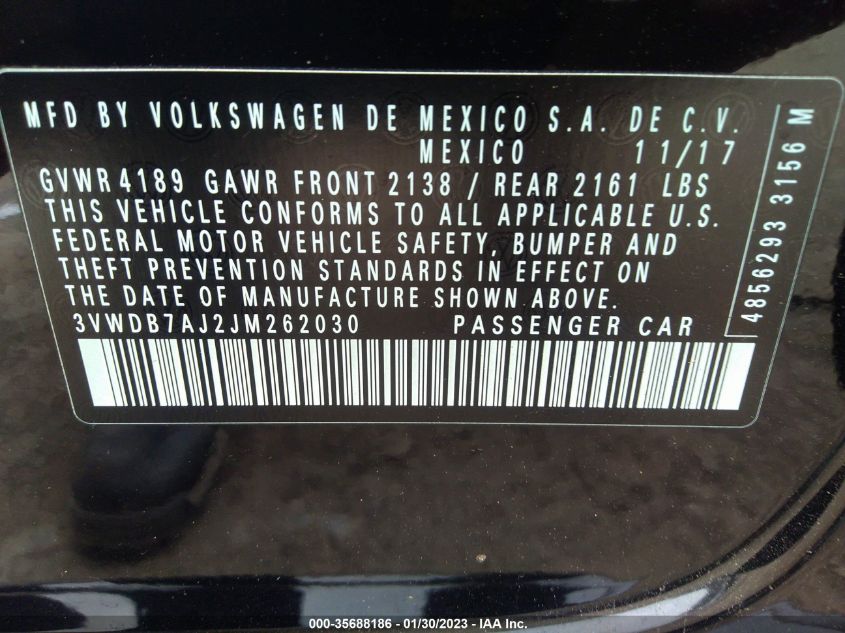 MFD BY VOLKSWAGEN DE MEXICO S.A. DE C.V.
MEXICO 11/17
GVWR 4189 GAWR FRONT 2138 / REAR 2161 LBS
THIS VEHICLE CONFORMS TO ALL APPLICABLE U.S.
FEDERAL MOTOR VEHICLE SAFETY, BUMPER AND
THEFT PREVENTION STANDARDS IN EFFECT ON
THE DATE OF MANUFACTURE SHOWN ABOVE.
3VWDB7AJ2JM262030 PASSENGER CAR
4856293 3156 M
000-35688186 - 01/30/2023 - IAA Inc.